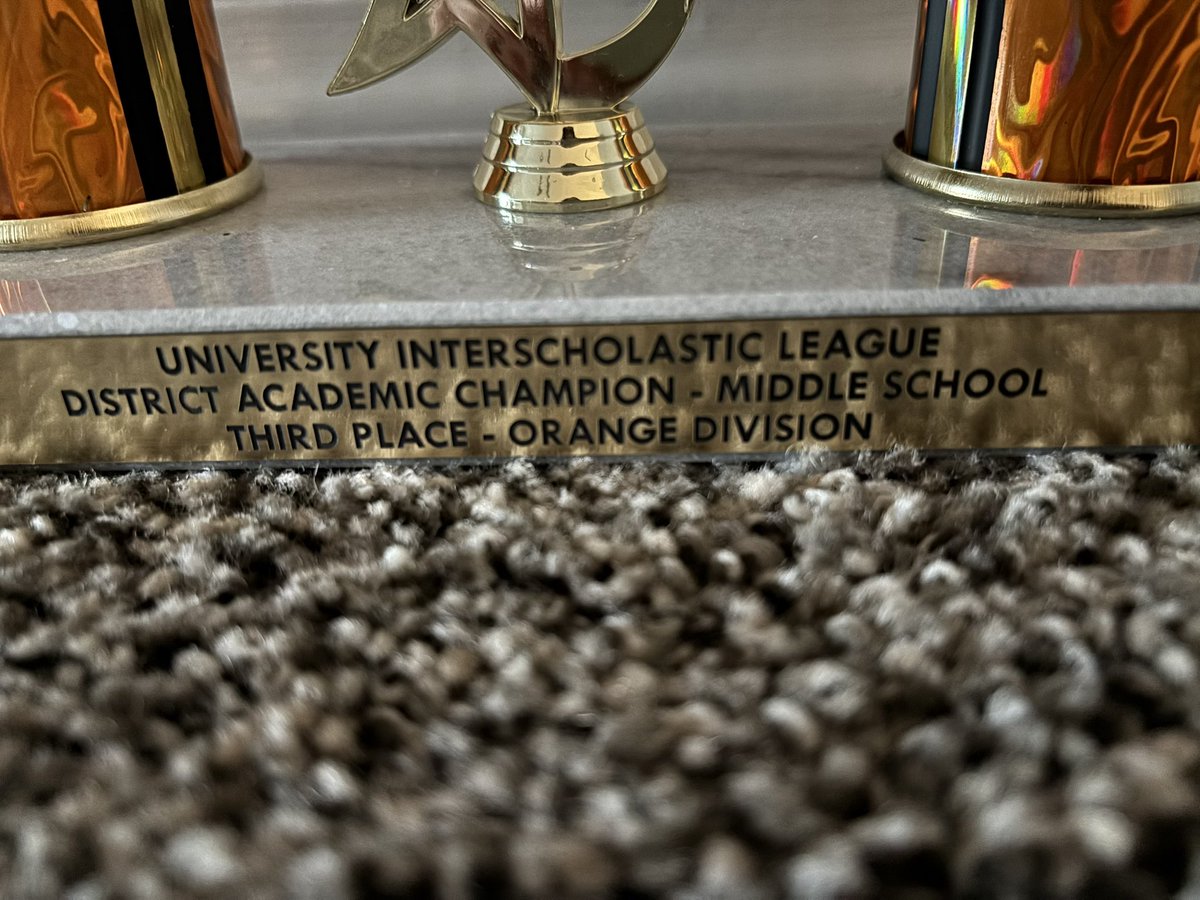 UNIVERSITY INTERSCHOLASTIC LEAGUE
DISTRICT ACADEMIC CHAMPION - MIDDLE SCHOOL
THIRD PLACE - ORANGE DIVISION